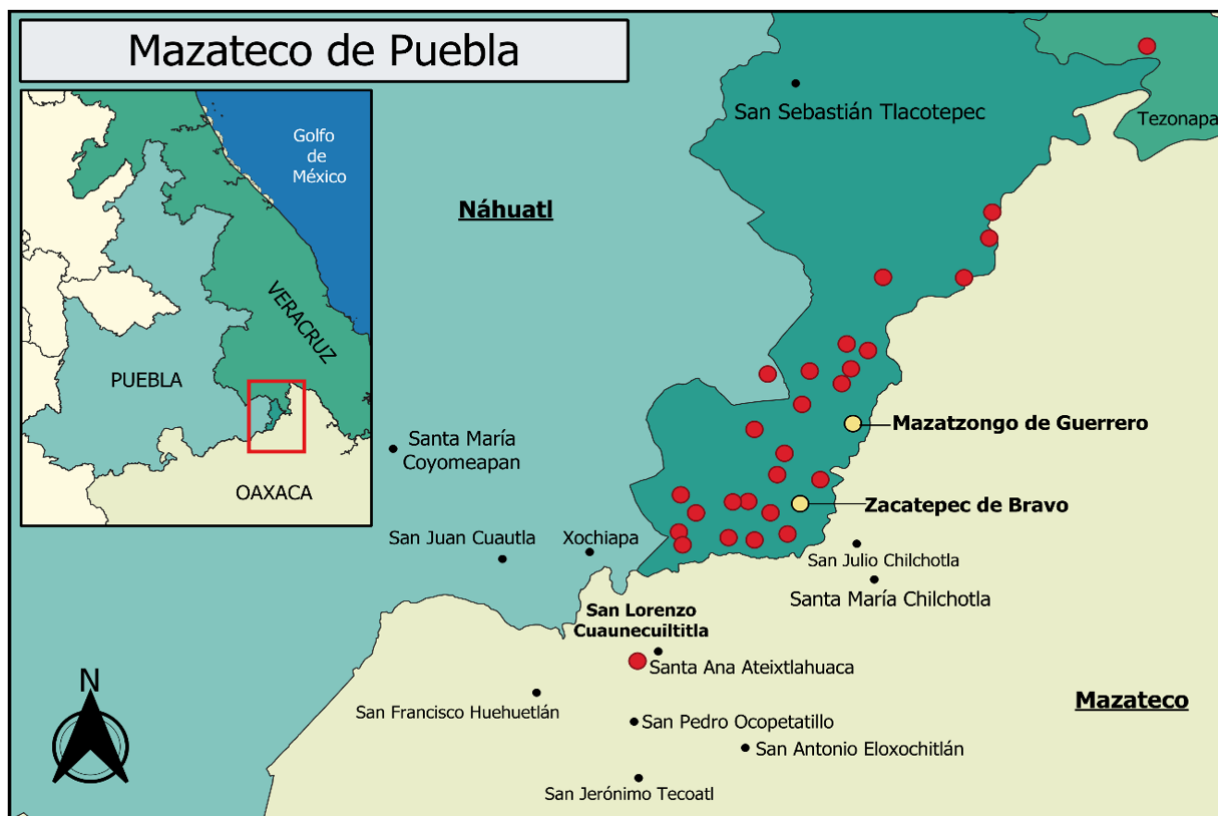 Mazateco de Puebla
Golfo
de
México
VERACRUZ
PUEBLA
OAXACA
Náhuatl
San Sebastián Tlacotepec
Tezonapa
Mazatzongo de Guerrero
Santa María
Coyomeapan
Zacatepec de Bravo
San Juan Cuautla
Xochiapa
San Julio Chilchotla
Santa María Chilchotla
San Lorenzo
Cuaunecuiltitla
Santa Ana Ateixtlahuaca
San Francisco Huehuetlán
San Pedro Ocopetatillo
San Antonio Eloxochitlán
San Jerónimo Tecoatl
Mazateco
N